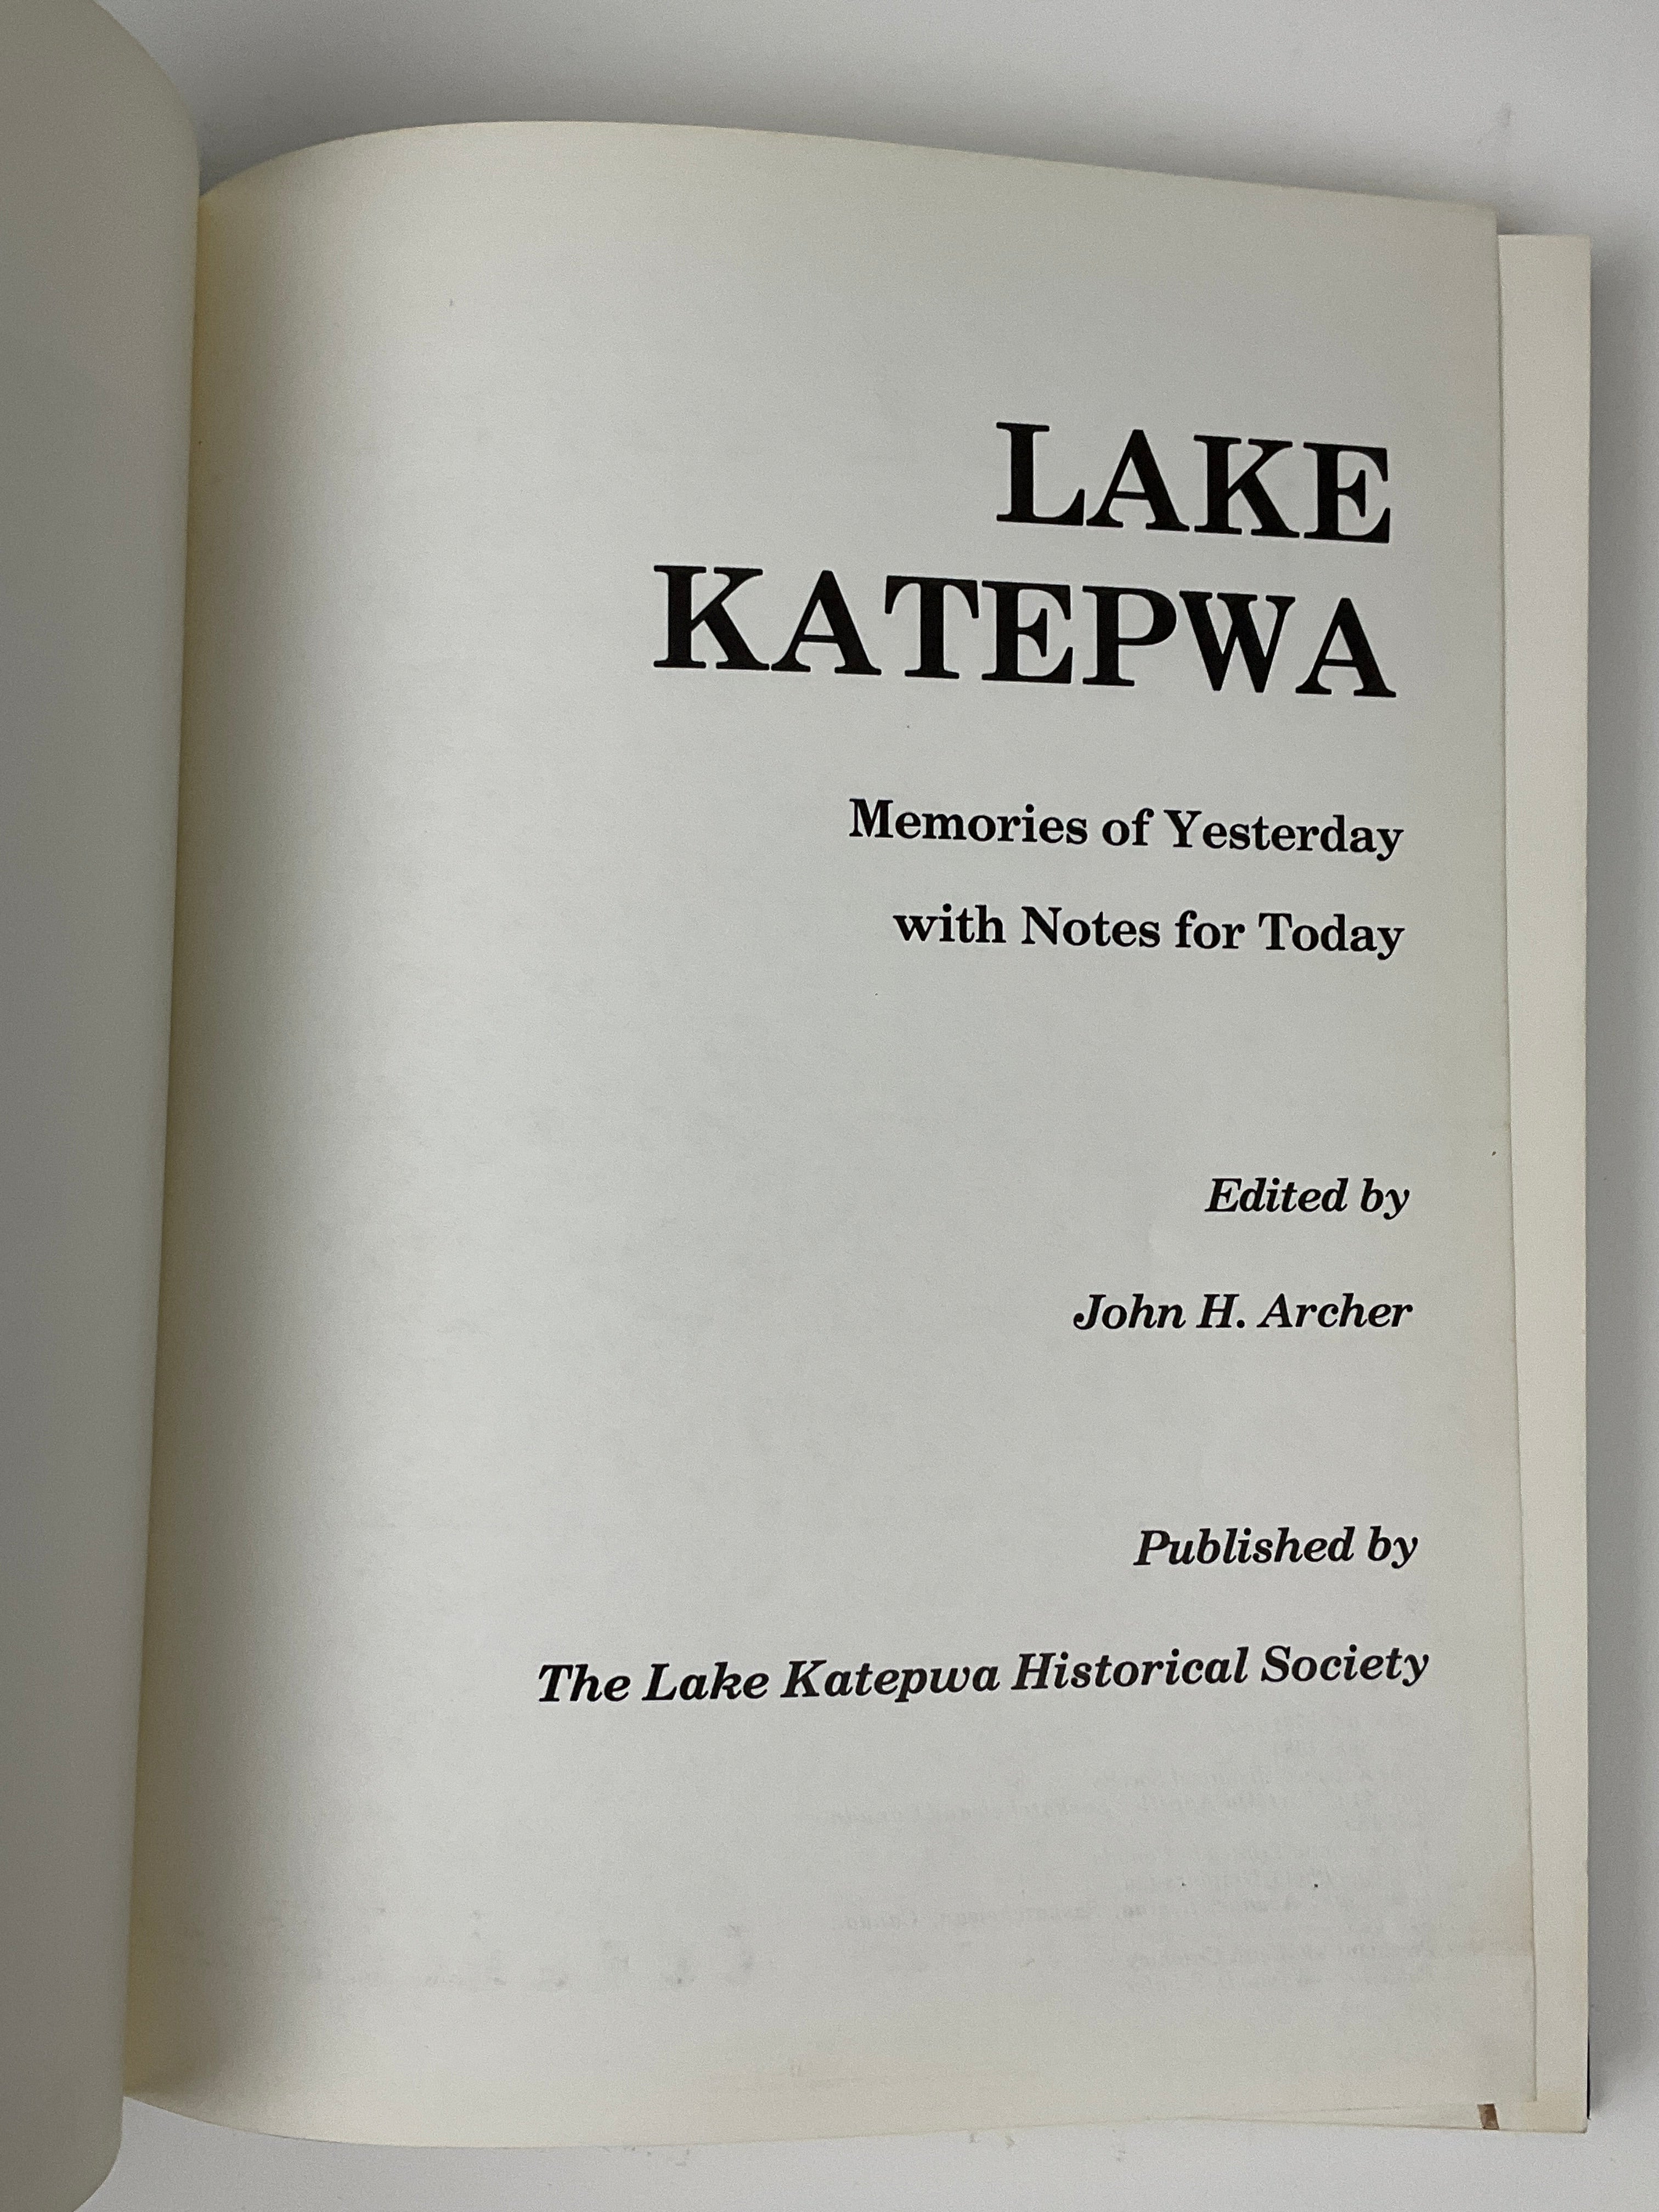 LAKE
KATEPWA
Memories of Yesterday
with Notes for Today
Edited by
John H. Archer
Published by
The Lake Katepwa Historical Society